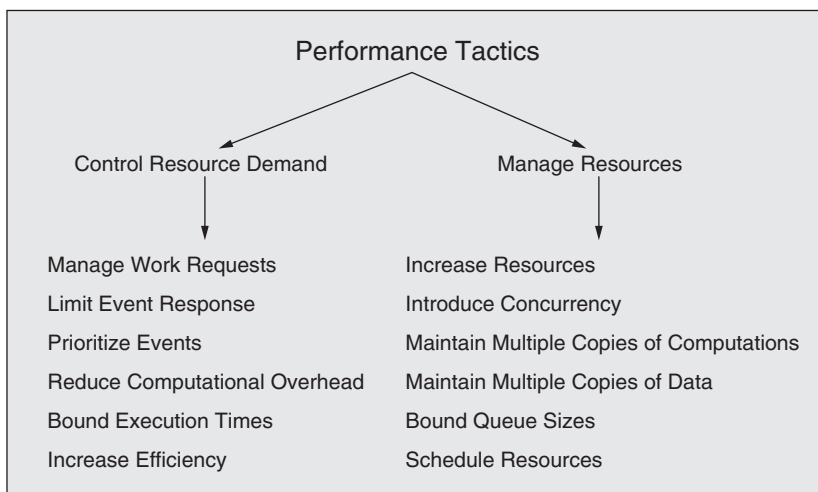 Performance Tactics
Control Resource Demand
Manage Work Requests
Limit Event Response
Prioritize Events
Reduce Computational Overhead
Bound Execution Times
Increase Efficiency
Manage Resources
Increase Resources
Introduce Concurrency
Maintain Multiple Copies of Computations
Maintain Multiple Copies of Data
Bound Queue Sizes
Schedule Resources